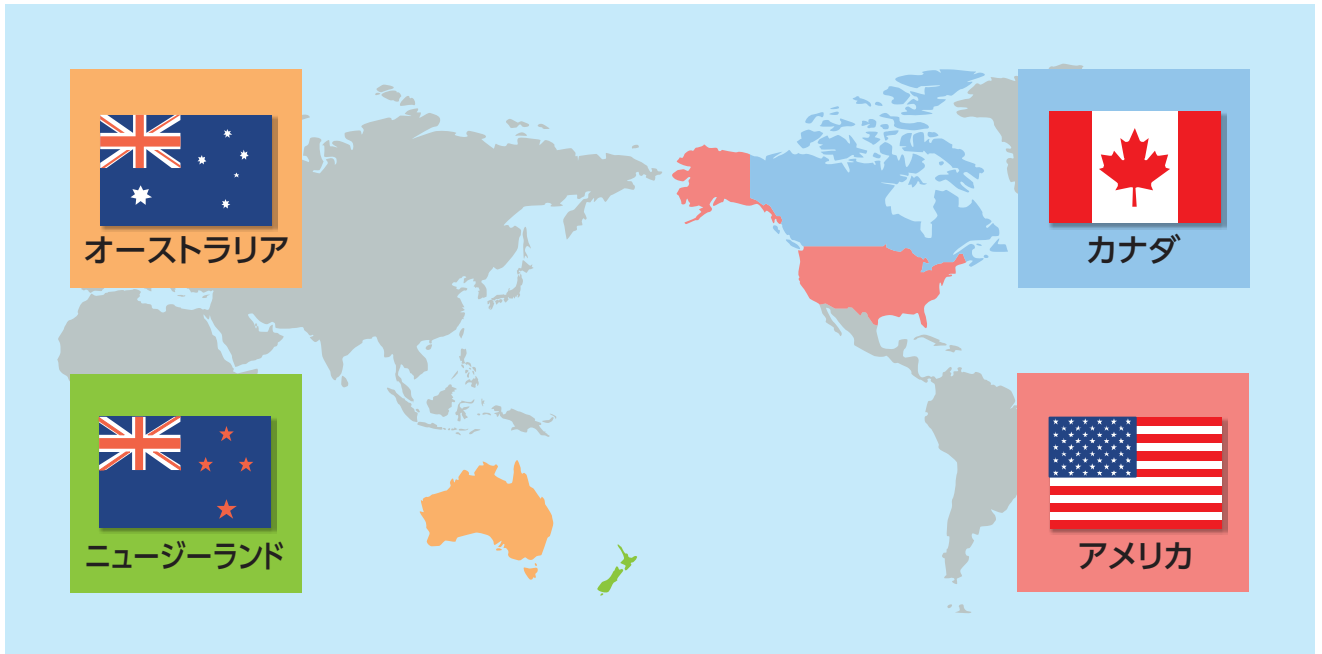 オーストラリア
カナダ
ニュージーランド
アメリカ